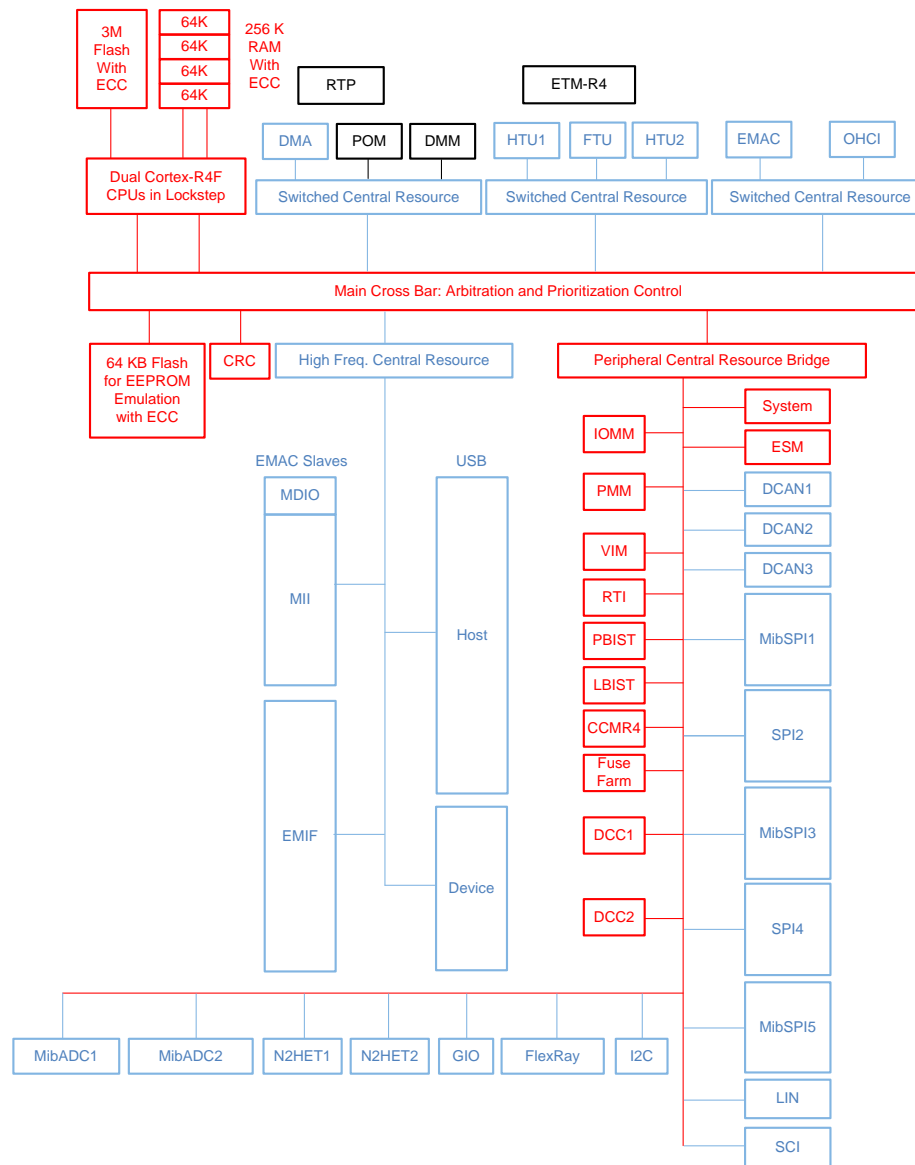 3M
Flash
With
ECC
64K
64K
64K
64K
256 K
RAM
With
ECC
RTP
ETM-R4
DMA
POM
DMM
HTU1
FTU
HTU2
EMAC
OHCI
Dual Cortex-R4F
CPUs in Lockstep
Switched Central Resource
Switched Central Resource
Switched Central Resource
Main Cross Bar: Arbitration and Prioritization Control
64 KB Flash
for EEPROM
Emulation
with ECC
CRC
High Freq. Central Resource
Peripheral Central Resource Bridge
EMAC Slaves
MDIO
MII
EMIF
USB
Host
Device
IOMM
PMM
VIM
RTI
PBIST
LBIST
CCMR4
Fuse
Farm
DCC1
DCC2
System
ESM
DCAN1
DCAN2
DCAN3
MibSPI1
SPI2
MibSPI3
SPI4
MibSPI5
LIN
SCI
MibADC1
MibADC2
N2HET1
N2HET2
GIO
FlexRay
I2C